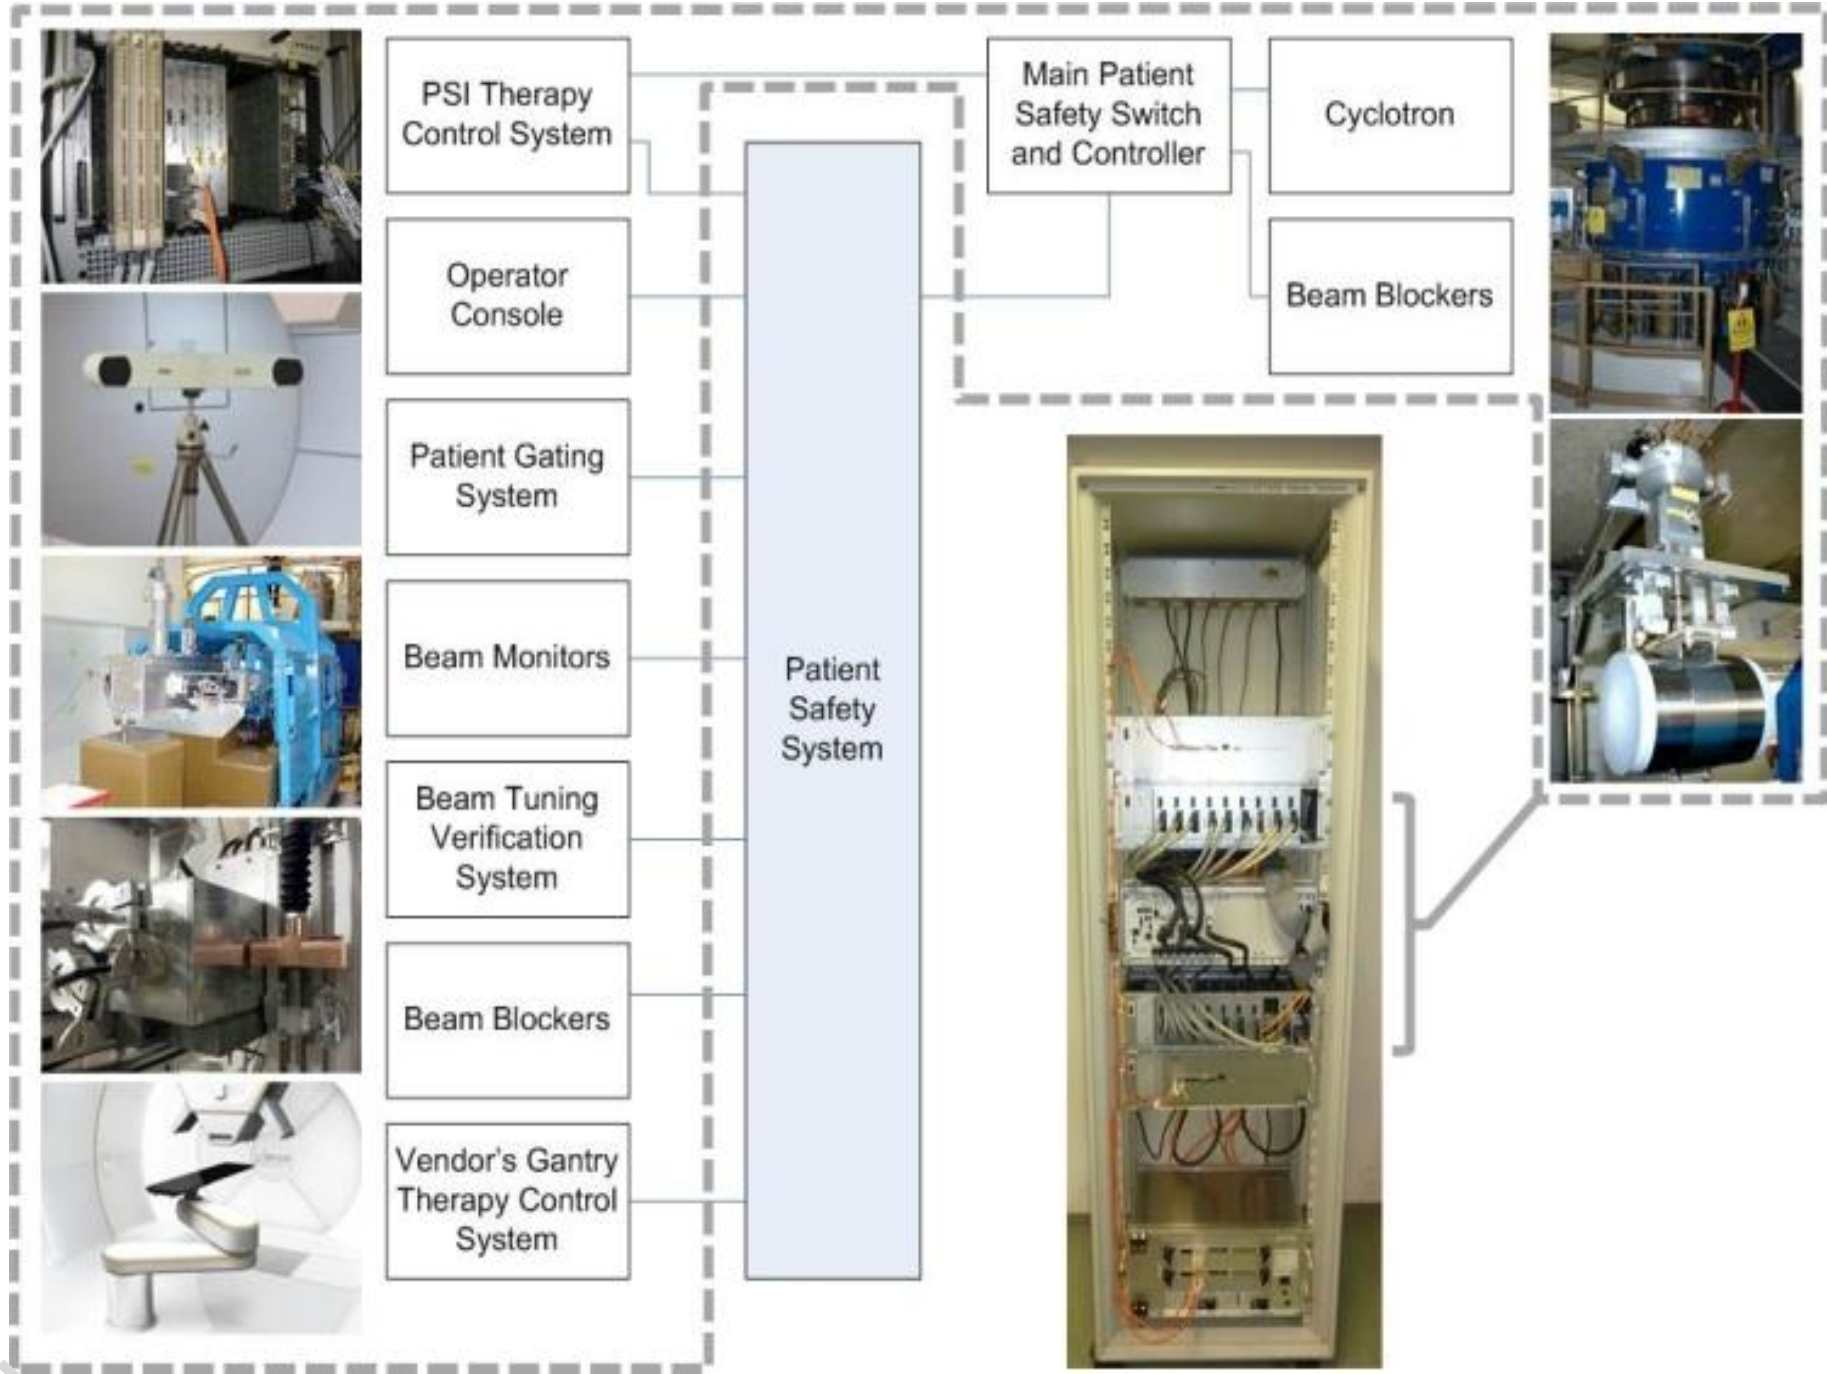 PSI Therapy
Control System
Operator
Console
Patient Gating
System
Beam Monitors
Beam Tuning
Verification
System
Beam Blockers
Vendor's Gantry
Therapy Control
System
Patient
Safety
System
Main Patient
Safety Switch
and Controller
Cyclotron
Beam Blockers